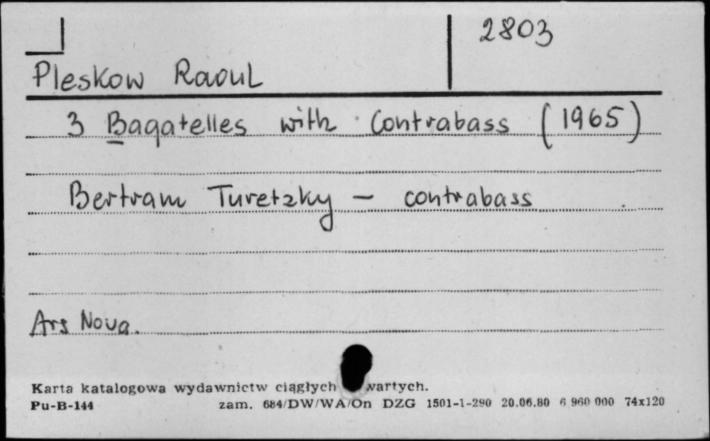 2803
Pleskow Raoul
3 Bagatelles with Contrabass (1965)
Bertram Turetzky – contrabass
Ars Nova.
Karta katalogowa wydawnictw ciągłych wartych.
Pu-B-144 zam. 684/DW/WA/On DZG 1501-1-290 20.06.80 6 960 000 74x120